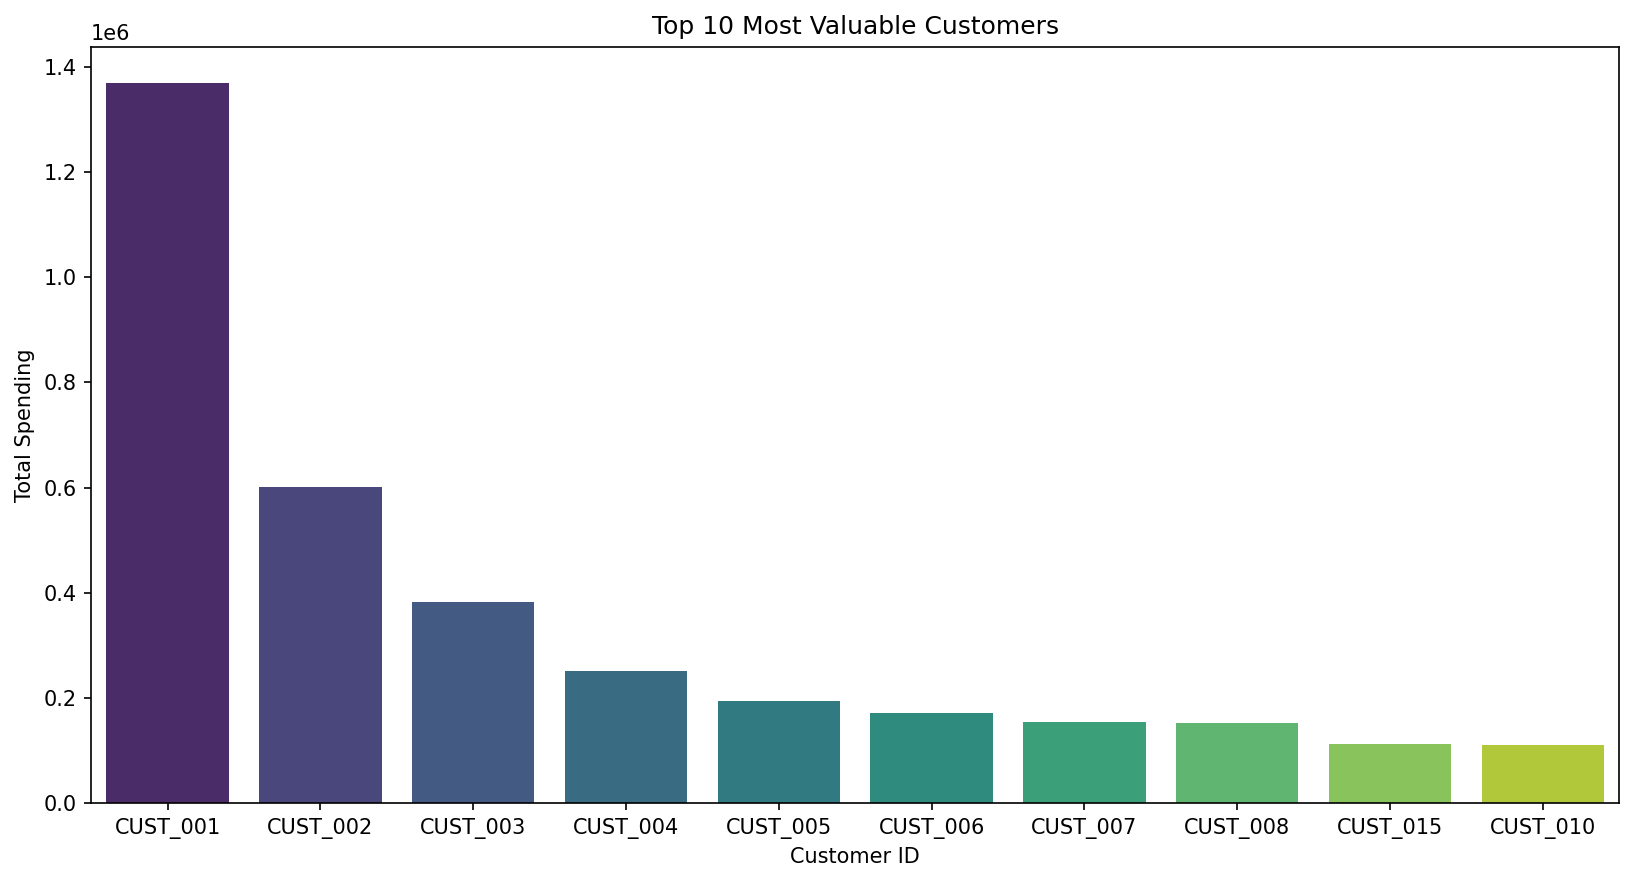 Top 10 Most Valuable Customers
1e6
1.4
1.2
1.0
0.8
0.6
0.4
0.2
0.0
Total Spending
CUST_001 CUST_002 CUST_003 CUST_004 CUST_005 CUST_006 CUST_007 CUST_008 CUST_015 CUST_010
Customer ID